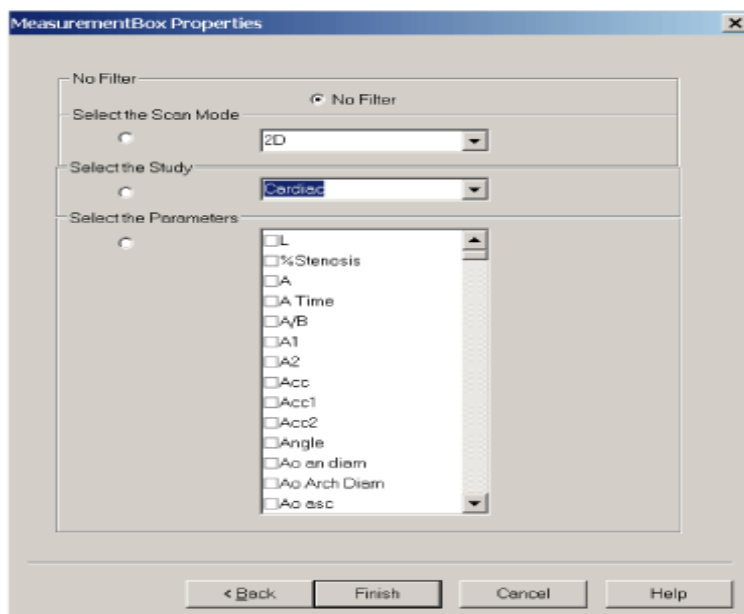 MeasurementBox Properties
No Filter
No Filter
Select the Scan Mode
2D
Select the Study
Cardiac
Select the Parameters
L
%Stenosis
A
A Time
A/B
A1
A2
Acc
Acc1
Acc2
Angle
Ao an diam
Ao Arch Diam
Ao asc
< Back
Finish
Cancel
Help